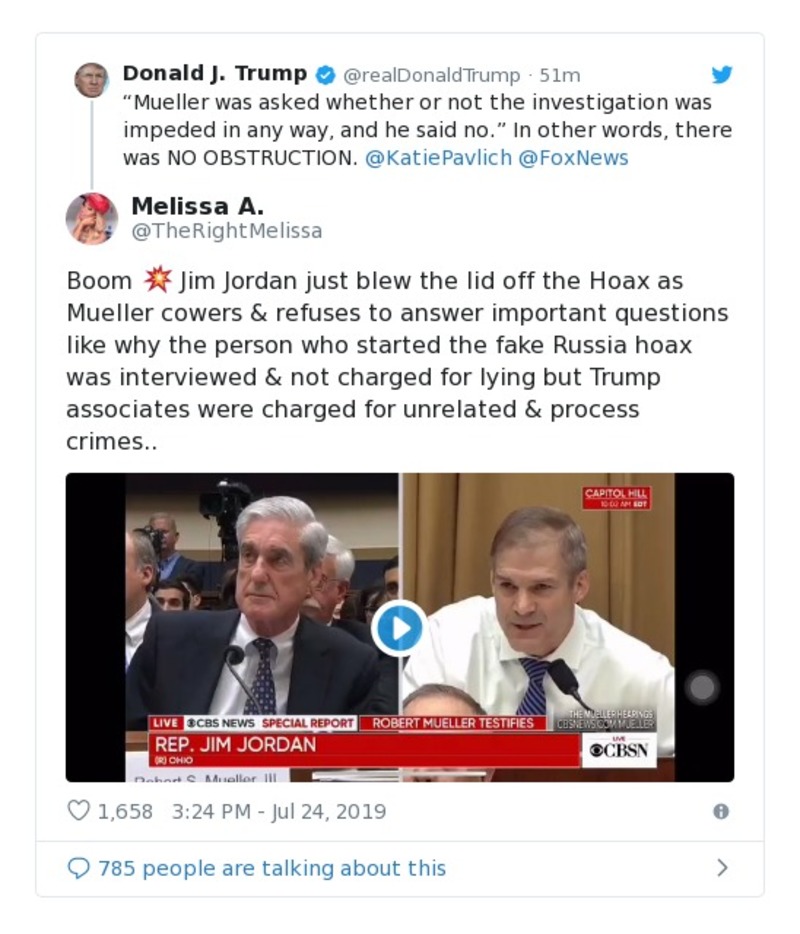 Donald J. Trump @realDonaldTrump · 51m
“Mueller was asked whether or not the investigation was
impeded in any way, and he said no.” In other words, there
was NO OBSTRUCTION. @KatiePavlich @FoxNews
Melissa A.
@TheRightMelissa
Boom 💥 Jim Jordan just blew the lid off the Hoax as
Mueller cowers & refuses to answer important questions
like why the person who started the fake Russia hoax
was interviewed & not charged for lying but Trump
associates were charged for unrelated & process
crimes..
CAPITOL HILL
10:02 AM EDT
THE MUELLER HEARINGS
CBSNEWS.COM/MUELLER
LIVE CBS NEWS SPECIAL REPORT ROBERT MUELLER TESTIFIES
REP. JIM JORDAN
(R) OHIO
LIVE
CBSN
Robert S. Mueller, III
1,658 3:24 PM - Jul 24, 2019
785 people are talking about this